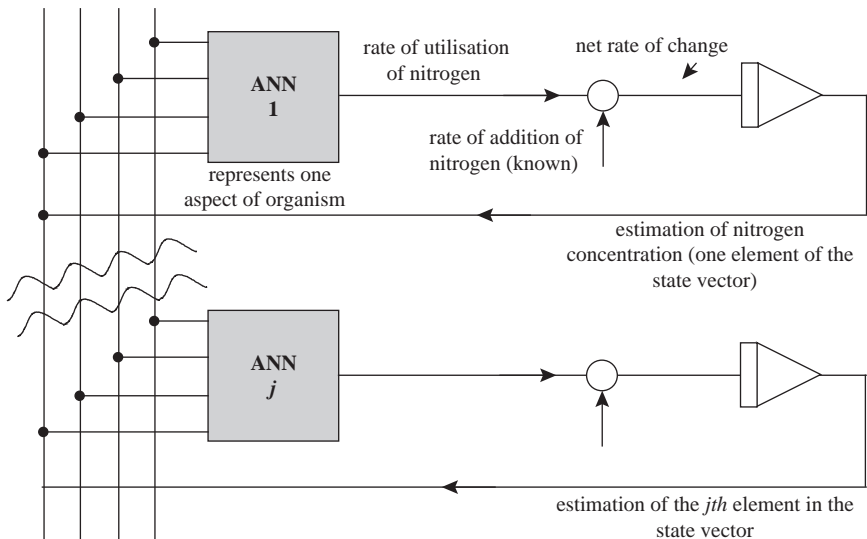 rate of utilisation
of nitrogen
net rate of change
ANN
1
rate of addition of
nitrogen (known)
represents one
aspect of organism
estimation of nitrogen
concentration (one element of the
state vector)
ANN
j
estimation of the jth element in the
state vector